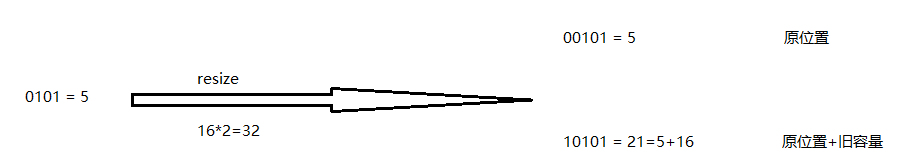 00101 = 5 原位置
resize
0101 = 5
16*2=32
10101 = 21=5+16 原位置+旧容量